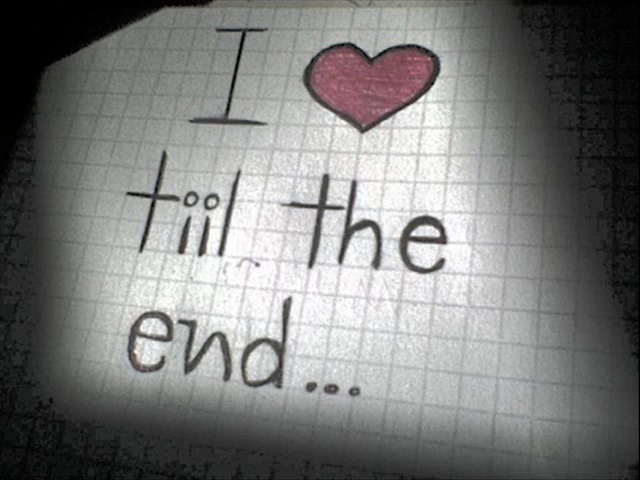 I ❤
tiil the
end...